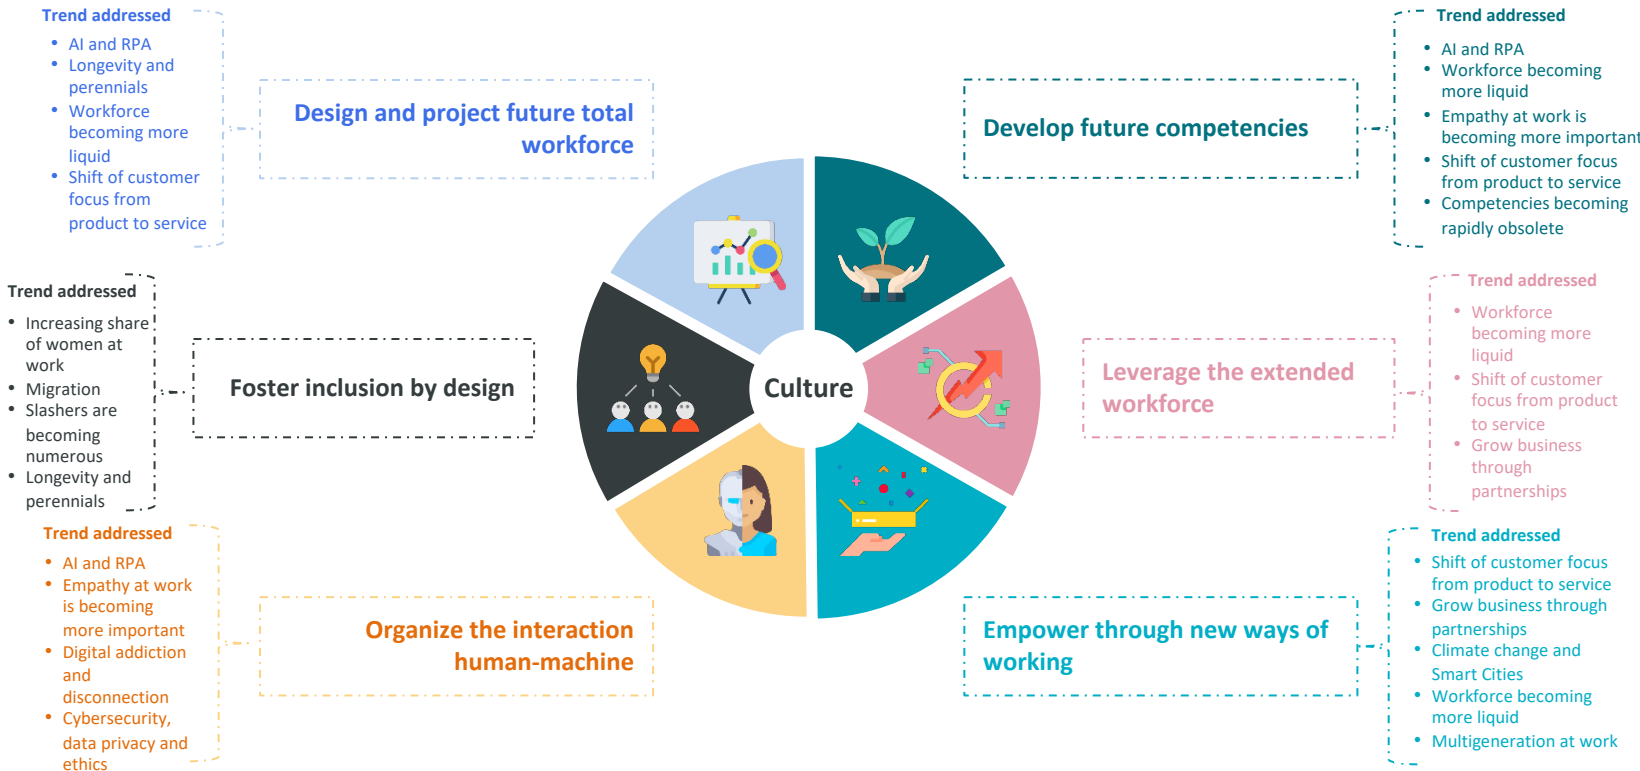 Trend addressed
• AI and RPA
• Longevity and
perennials
• Workforce
becoming more
liquid
• Shift of customer
focus from
product to service
Design and project future total
workforce
Trend addressed
• Increasing share
of women at
work
• Migration
• Slashers are
becoming
numerous
• Longevity and
perennials
Foster inclusion by design
Trend addressed
• AI and RPA
• Empathy at work
is becoming
more important
• Digital addiction
and
disconnection
• Cybersecurity,
data privacy and
ethics
Organize the interaction
human-machine
Culture
Develop future competencies
Trend addressed
• AI and RPA
• Workforce becoming
more liquid
• Empathy at work is
becoming more important
• Shift of customer focus
from product to service
• Competencies becoming
rapidly obsolete
Leverage the extended
workforce
Trend addressed
• Workforce
becoming more
liquid
• Shift of customer
focus from product
to service
• Grow business
through
partnerships
Empower through new ways of
working
Trend addressed
• Shift of customer focus
from product to service
• Grow business through
partnerships
• Climate change and
Smart Cities
• Workforce becoming
more liquid
• Multigeneration at work